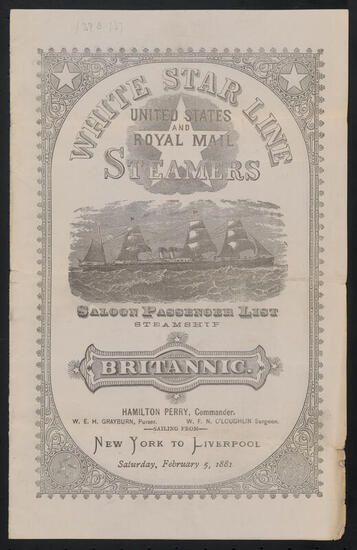 WHITE STAR LINE
UNITED STATES
AND
ROYAL MAIL
STEAMERS
SALOON PASSENGER LIST
STEAMSHIP
BRITANNIC.
HAMILTON PERRY, Commander.
W. E. H. GRAYBURN, Purser. W. F. N. O'LOUGHLIN Surgeon.
—SAILING FROM—
NEW YORK TO LIVERPOOL
Saturday, February 5, 1881